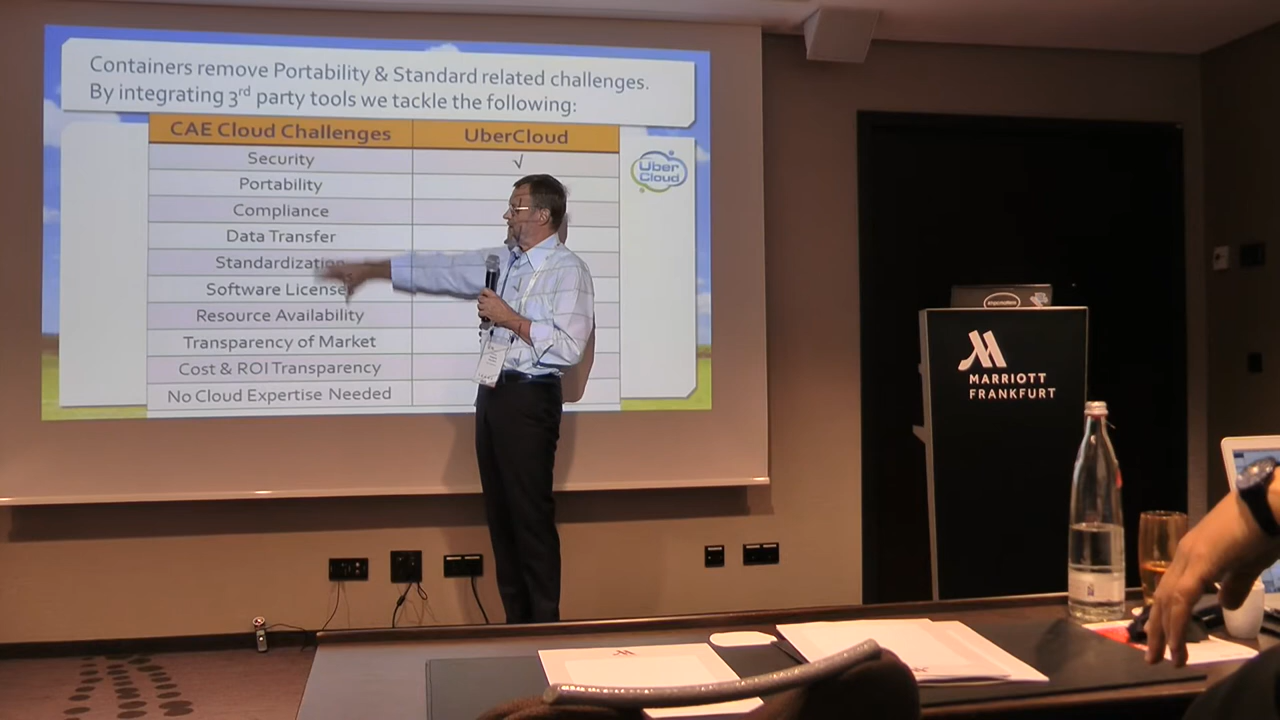 Containers remove Portability & Standard related challenges.
By integrating 3rd party tools we tackle the following:
CAE Cloud Challenges UberCloud
Security √
Portability
Compliance
Data Transfer
Standardization
Software Licenses
Resource Availability
Transparency of Market
Cost & ROI Transparency
No Cloud Expertise Needed
Uber
Cloud
MARRIOTT
FRANKFURT